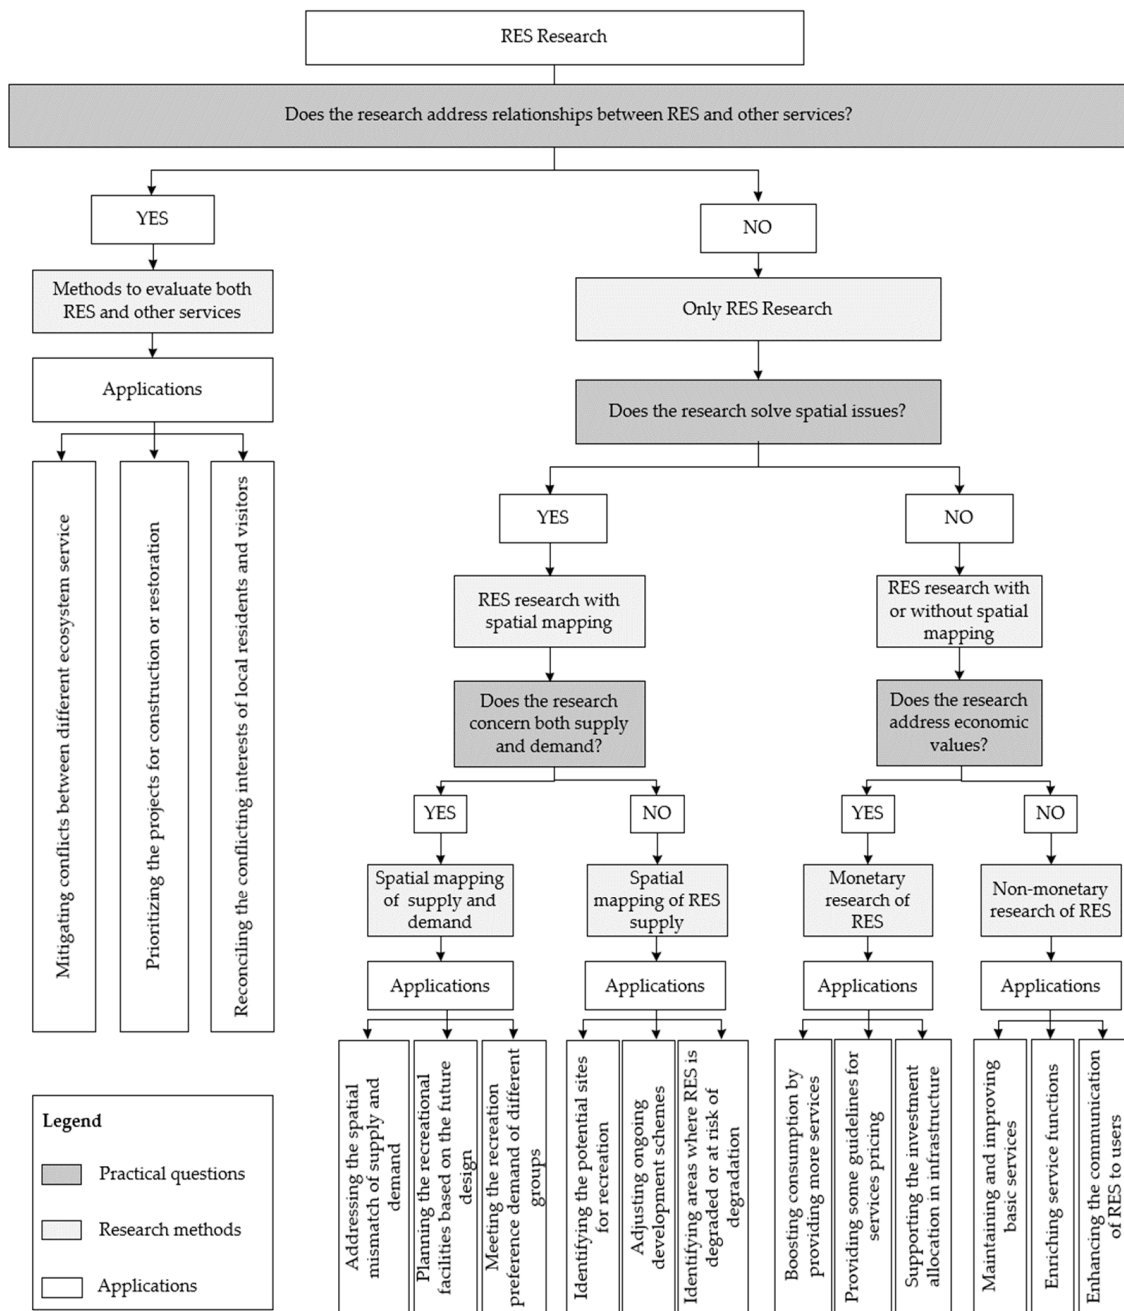 RES Research
Does the research address relationships between RES and other services?
YES
NO
Methods to evaluate both
RES and other services
Only RES Research
Applications
Does the research solve spatial issues?
Mitigating conflicts between different ecosystem service
Prioritizing the projects for construction or restoration
Reconciling the conflicting interests of local residents and visitors
YES
NO
RES research with
spatial mapping
RES research with
or without spatial
mapping
Does the research
concern both supply
and demand?
Does the research
address economic
values?
YES
NO
YES
NO
Spatial mapping
of supply and
demand
Spatial
mapping of RES
supply
Monetary
research of
RES
Non-monetary
research of RES
Applications
Applications
Applications
Applications
Addressing the spatial
mismatch of supply and
demand
Planning the recreational
facilities based on the future
design
Meeting the recreation
preference demand of different
groups
Identifying the potential sites
for recreation
Adjusting ongoing
development schemes
Identifying areas where RES is
degraded or at risk of
degradation
Boosting consumption by
providing more services
Providing some guidelines for
services pricing
Supporting the investment
allocation in infrastructure
Maintaining and improving
basic services
Enriching service functions
Enhancing the communication
of RES to users
Legend
Practical questions
Research methods
Applications